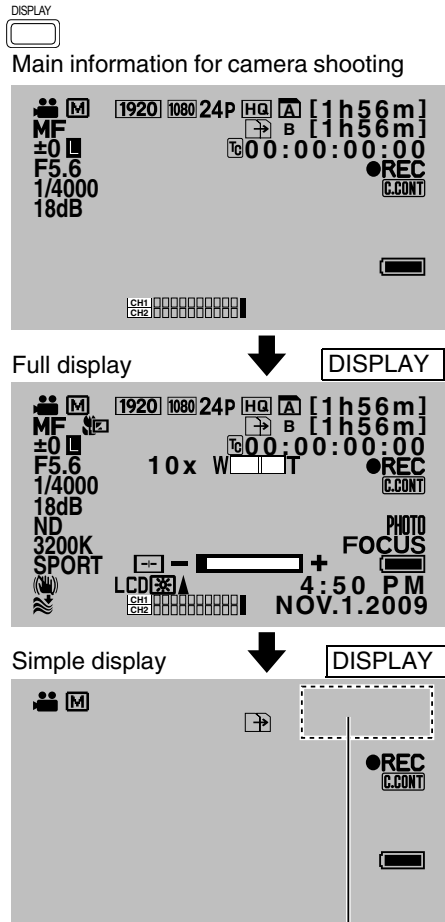 DISPLAY
Main information for camera shooting
M 1920 1080 24P HQ A [1h56m]
MF B [1h56m]
±0 L TC 00:00:00:00
F5.6 ●REC
1/4000 C.CONT
18dB
CH1
CH2
Full display DISPLAY
M 1920 1080 24P HQ A [1h56m]
MF B [1h56m]
±0 L TC 00:00:00:00
F5.6 10x W T ●REC
1/4000 C.CONT
18dB
ND PHOTO
3200K FOCUS
SPORT - +
LCD 4:50 PM
CH1
CH2 NOV.1.2009
Simple display DISPLAY
M
●REC
C.CONT